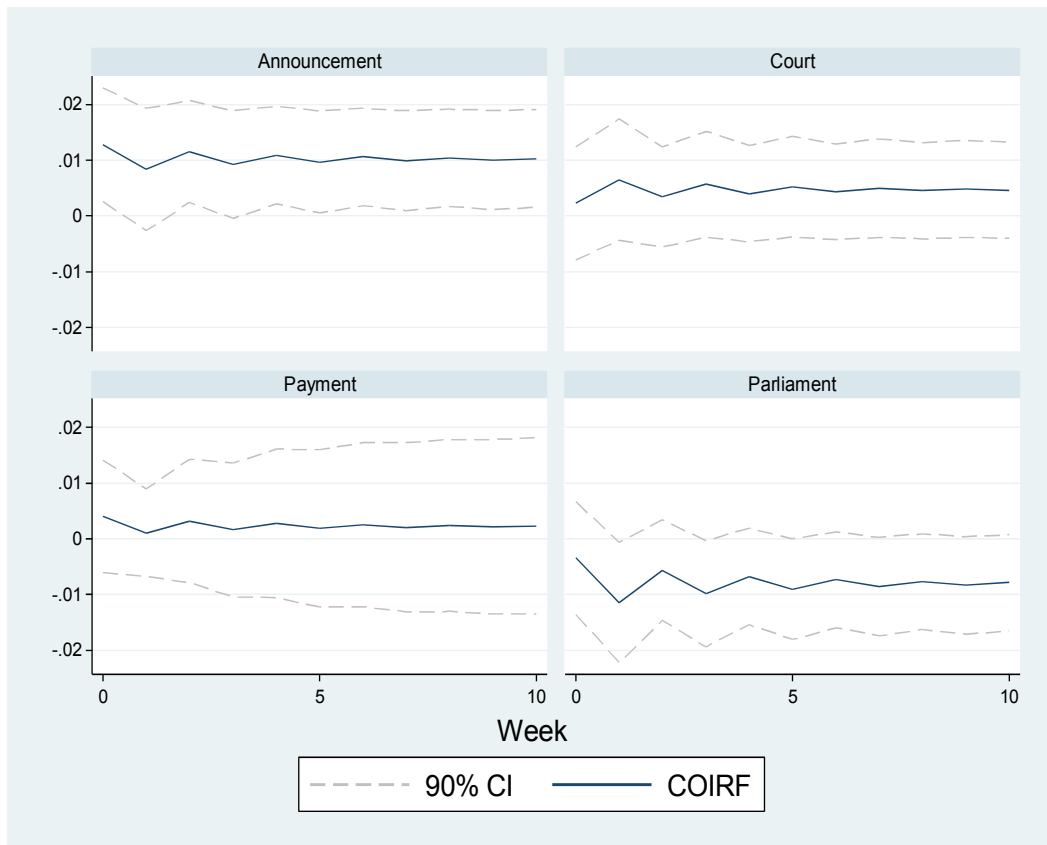 Announcement
Court
.02
.01
0
-.01
-.02
Payment
Parliament
.02
.01
0
-.01
-.02
0 5 10 0 5 10
Week
90% CI COIRF